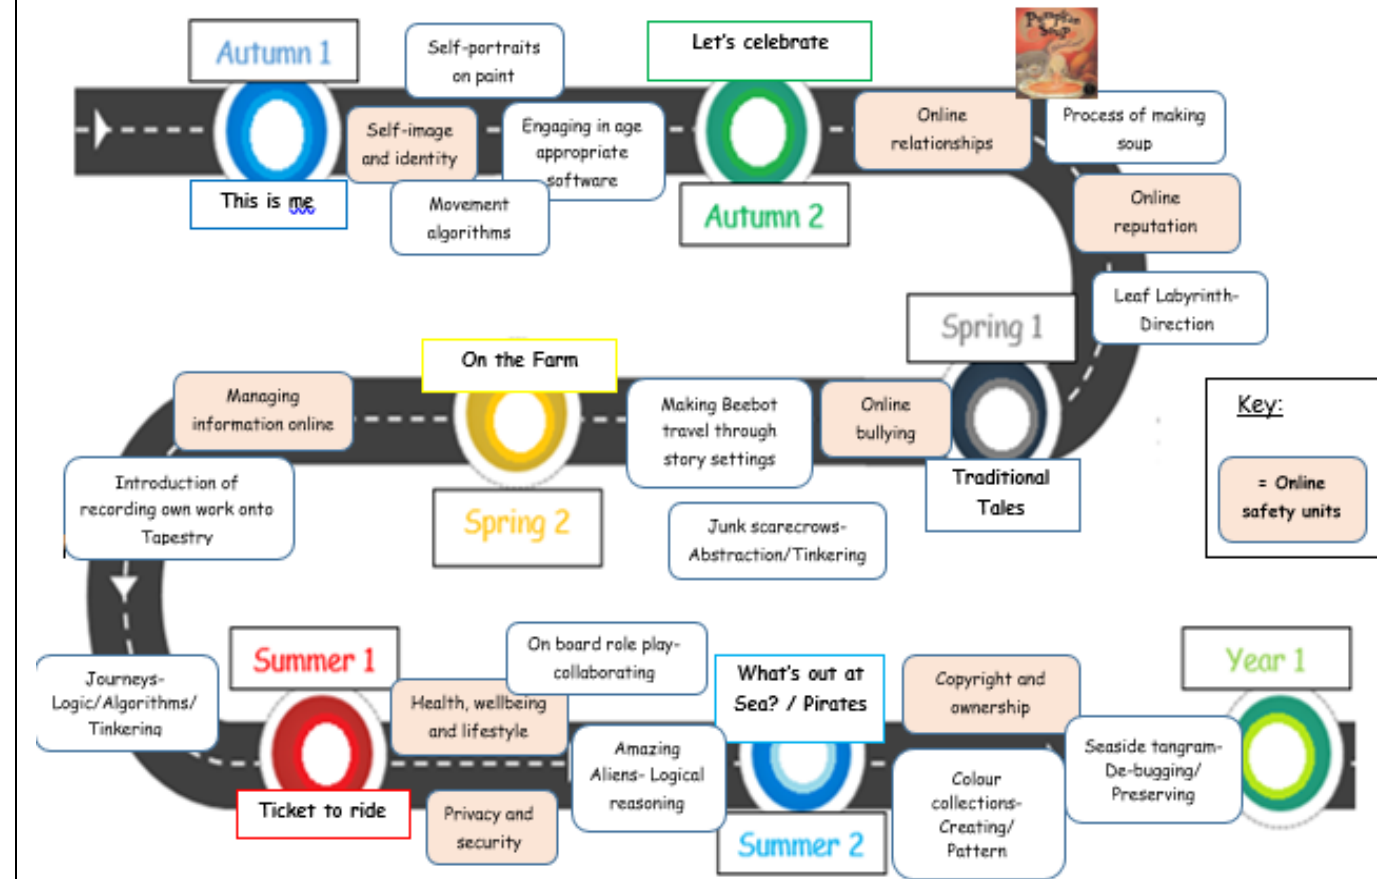 Autumn 1
This is me
Self-portraits
on paint
Self-image
and identity
Engaging in age
appropriate
software
Movement
algorithms
Let's celebrate
Autumn 2
Online
relationships
Pumpkin
Soup
Process of making
soup
Online
reputation
Leaf Labyrinth-
Direction
Spring 1
Traditional
Tales
Online
bullying
Making Beebot
travel through
story settings
Junk scarecrows-
Abstraction/Tinkering
On the Farm
Spring 2
Managing
information online
Introduction of
recording own work onto
Tapestry
Key:
= Online
safety units
Journeys-
Logic/Algorithms/
Tinkering
Summer 1
Ticket to ride
Health, wellbeing
and lifestyle
On board role play-
collaborating
Privacy and
security
Amazing
Aliens- Logical
reasoning
What's out at
Sea? / Pirates
Summer 2
Copyright and
ownership
Colour
collections-
Creating/
Pattern
Seaside tangram-
De-bugging/
Preserving
Year 1